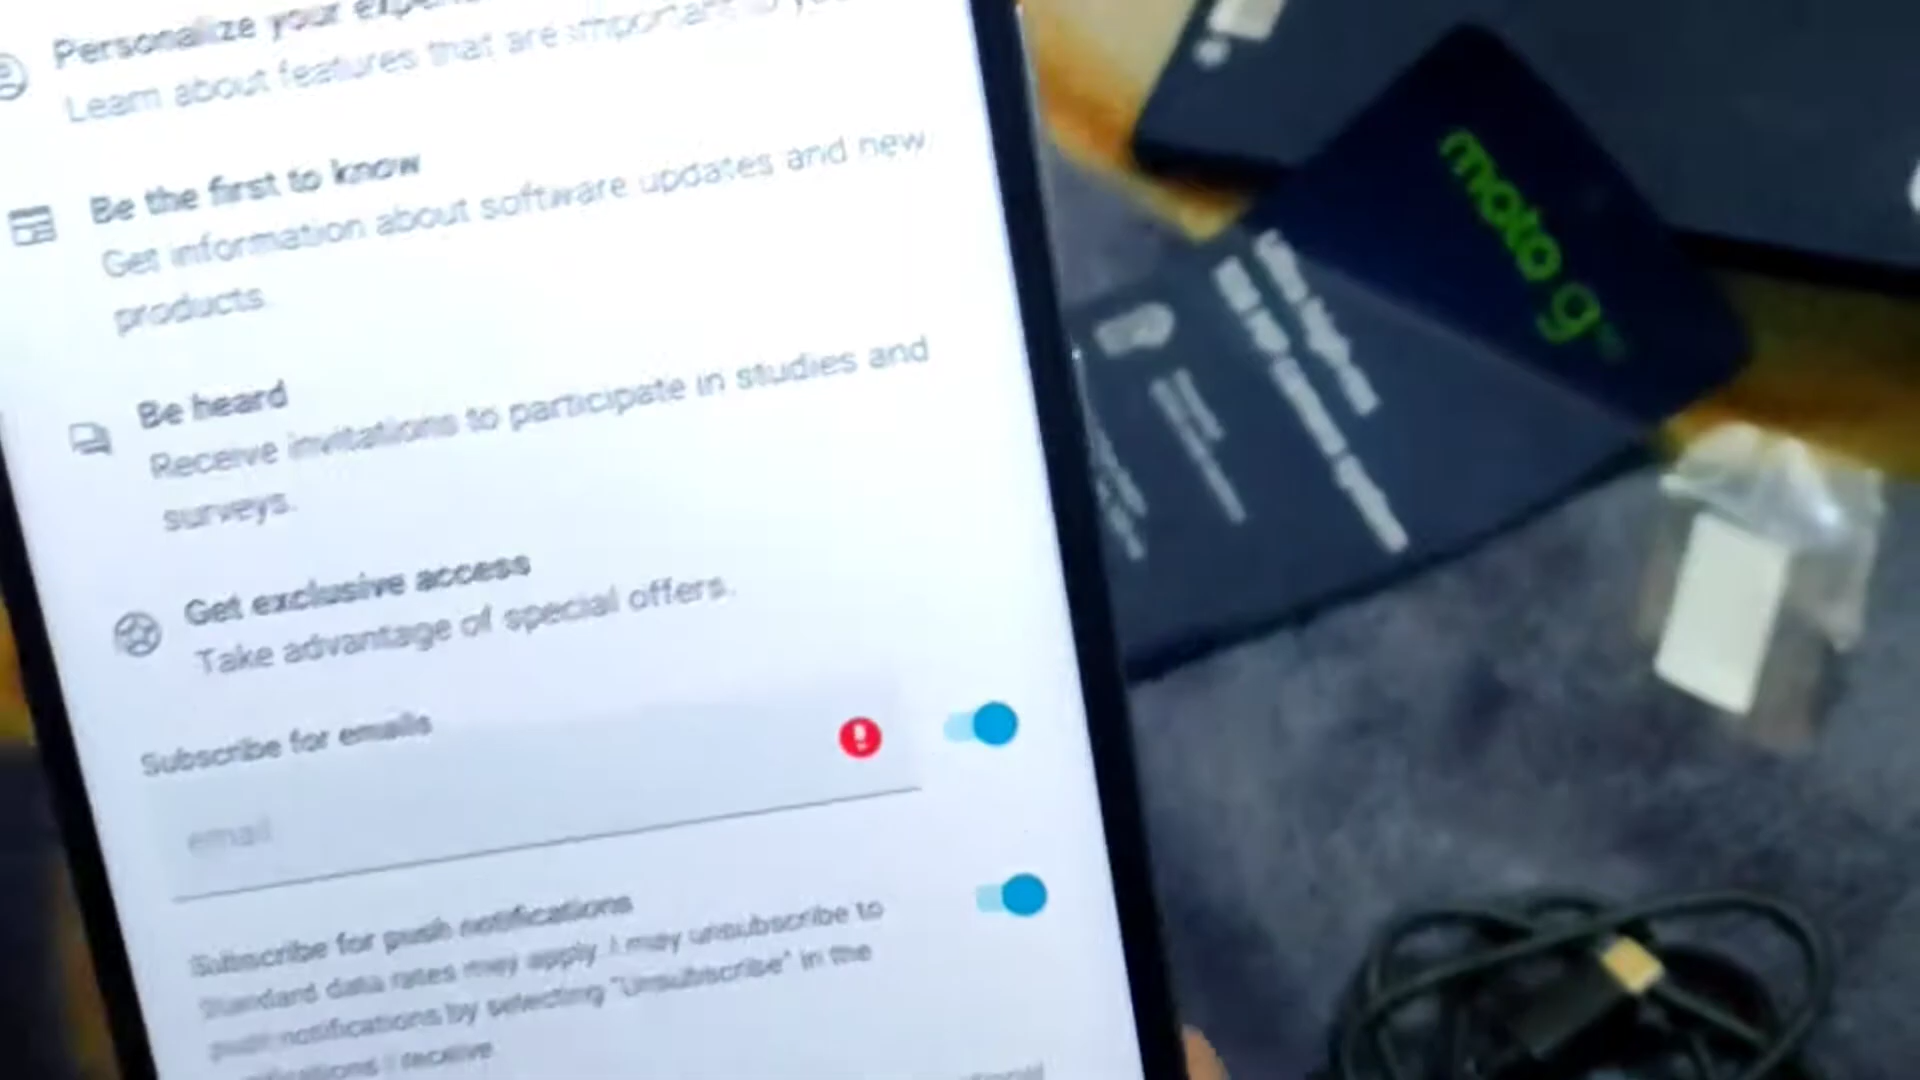 Personalize your
Learn about features that are important to
Be the first to know
Get information about software updates and new
products.
Be heard
Receive invitations to participate in studies and
surveys.
Get exclusive access
Take advantage of special offers.
Subscribe for emails
email
Subscribe for push notifications
Standard data rates may apply. I may unsubscribe to
push notifications by selecting "Unsubscribe" in the
notifications I receive
moto g